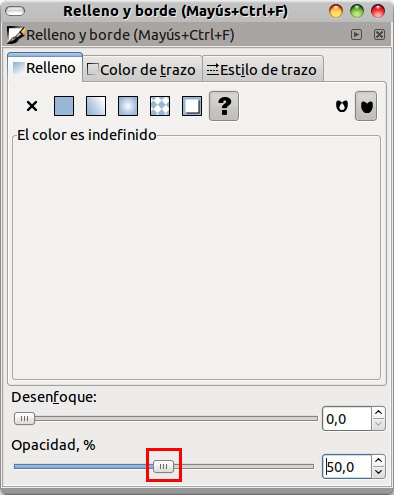 Relleno y borde (Mayús+Ctrl+F)
Relleno y borde (Mayús+Ctrl+F)
Relleno Color de trazo Estilo de trazo
?
El color es indefinido
Desenfoque:
0,0
Opacidad, %
50,0